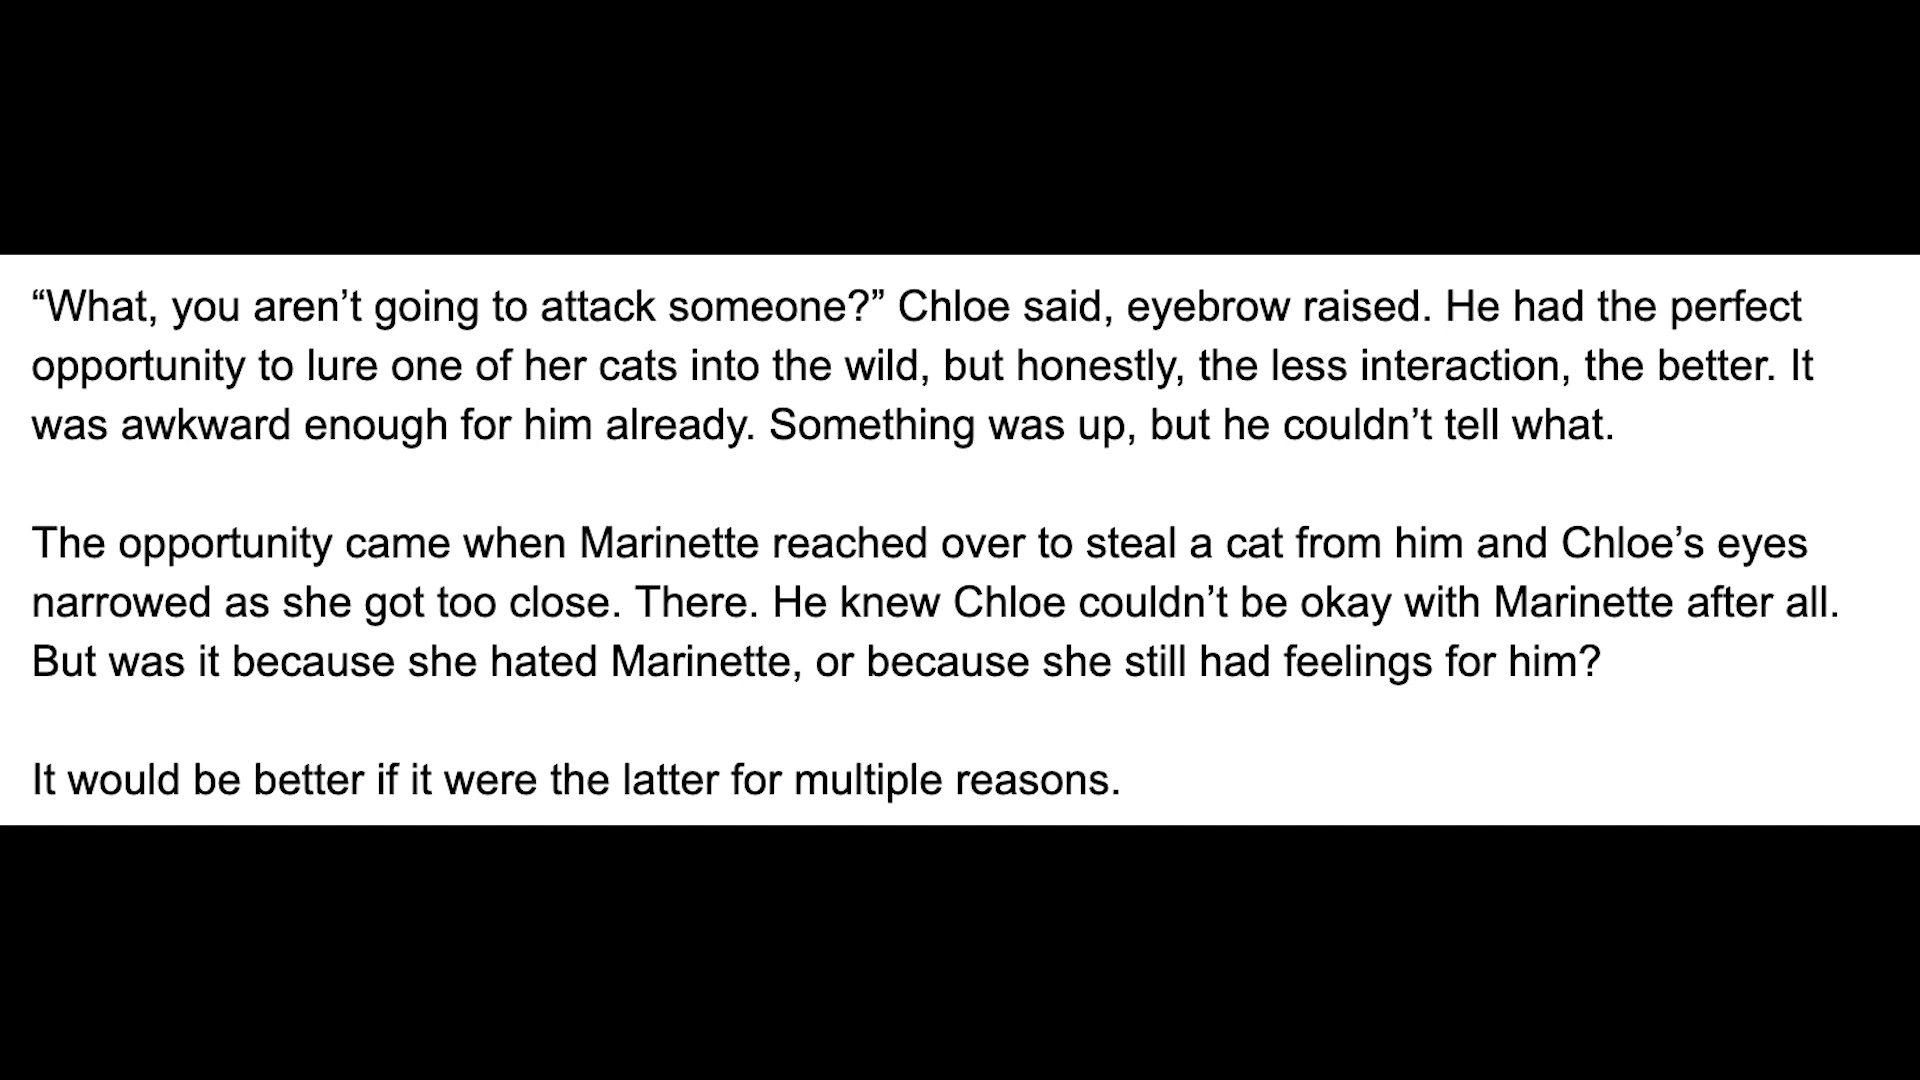 “What, you aren’t going to attack someone?” Chloe said, eyebrow raised. He had the perfect
opportunity to lure one of her cats into the wild, but honestly, the less interaction, the better. It
was awkward enough for him already. Something was up, but he couldn’t tell what.
The opportunity came when Marinette reached over to steal a cat from him and Chloe’s eyes
narrowed as she got too close. There. He knew Chloe couldn’t be okay with Marinette after all.
But was it because she hated Marinette, or because she still had feelings for him?
It would be better if it were the latter for multiple reasons.